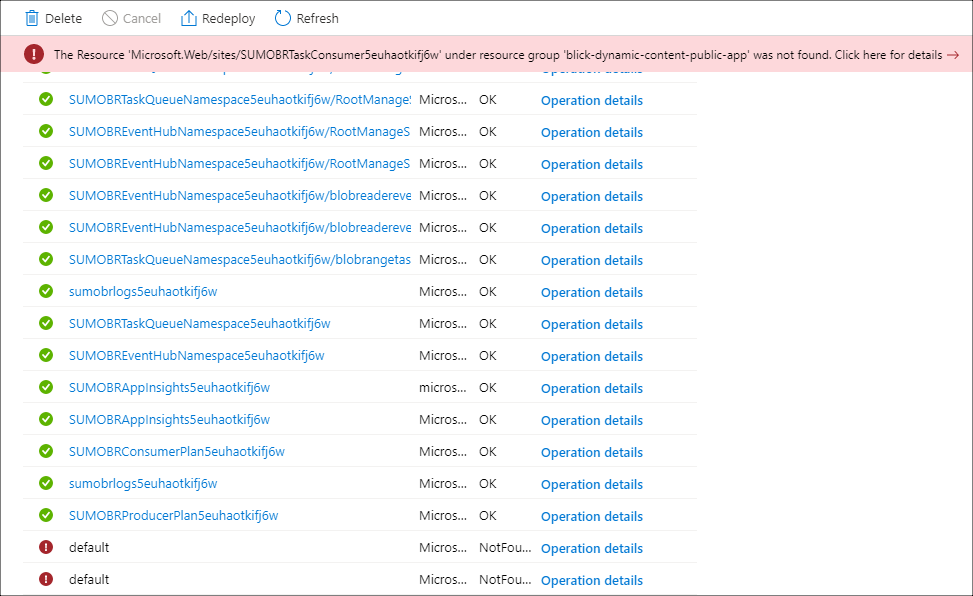 Delete Cancel Redeploy Refresh
The Resource 'Microsoft.Web/sites/SUMOBRTaskConsumer5euhaotkifj6w' under resource group 'blick-dynamic-content-public-app' was not found. Click here for details →
SUMOBRTaskQueueNamespace5euhaotkifj6w/RootManageS Micros... OK Operation details
SUMOBREventHubNamespace5euhaotkifj6w/RootManageS Micros... OK Operation details
SUMOBREventHubNamespace5euhaotkifj6w/RootManageS Micros... OK Operation details
SUMOBREventHubNamespace5euhaotkifj6w/blobreadereve Micros... OK Operation details
SUMOBREventHubNamespace5euhaotkifj6w/blobreadereve Micros... OK Operation details
SUMOBRTaskQueueNamespace5euhaotkifj6w/blobrangetas Micros... OK Operation details
sumobrlogs5euhaotkifj6w Micros... OK Operation details
SUMOBRTaskQueueNamespace5euhaotkifj6w Micros... OK Operation details
SUMOBREventHubNamespace5euhaotkifj6w Micros... OK Operation details
SUMOBRAppInsights5euhaotkifj6w micros... OK Operation details
SUMOBRAppInsights5euhaotkifj6w Micros... OK Operation details
SUMOBRConsumerPlan5euhaotkifj6w Micros... OK Operation details
sumobrlogs5euhaotkifj6w Micros... OK Operation details
SUMOBRProducerPlan5euhaotkifj6w Micros... OK Operation details
default Micros... NotFou... Operation details
default Micros... NotFou... Operation details